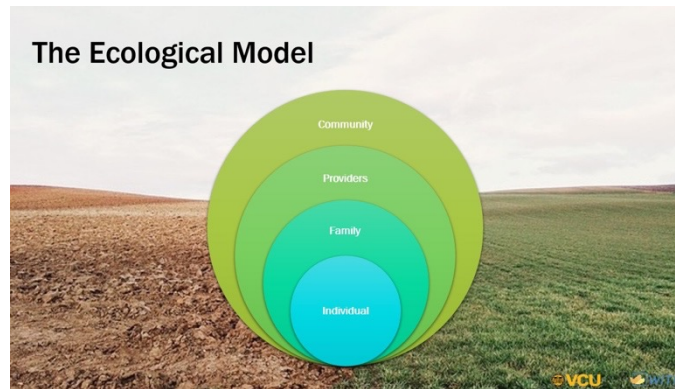 The Ecological Model
Community
Providers
Family
Individual
VCU